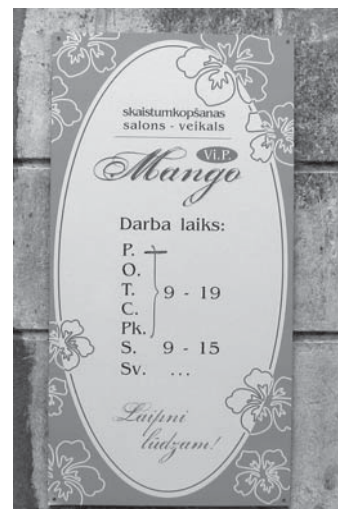 skaistumkopšanas
salons - veikals
Vi.P.
Mango
Darba laiks:
P.
O.
T. 9 - 19
C.
Pk.
S. 9 - 15
Sv. ...
Laipni
lūdzam!